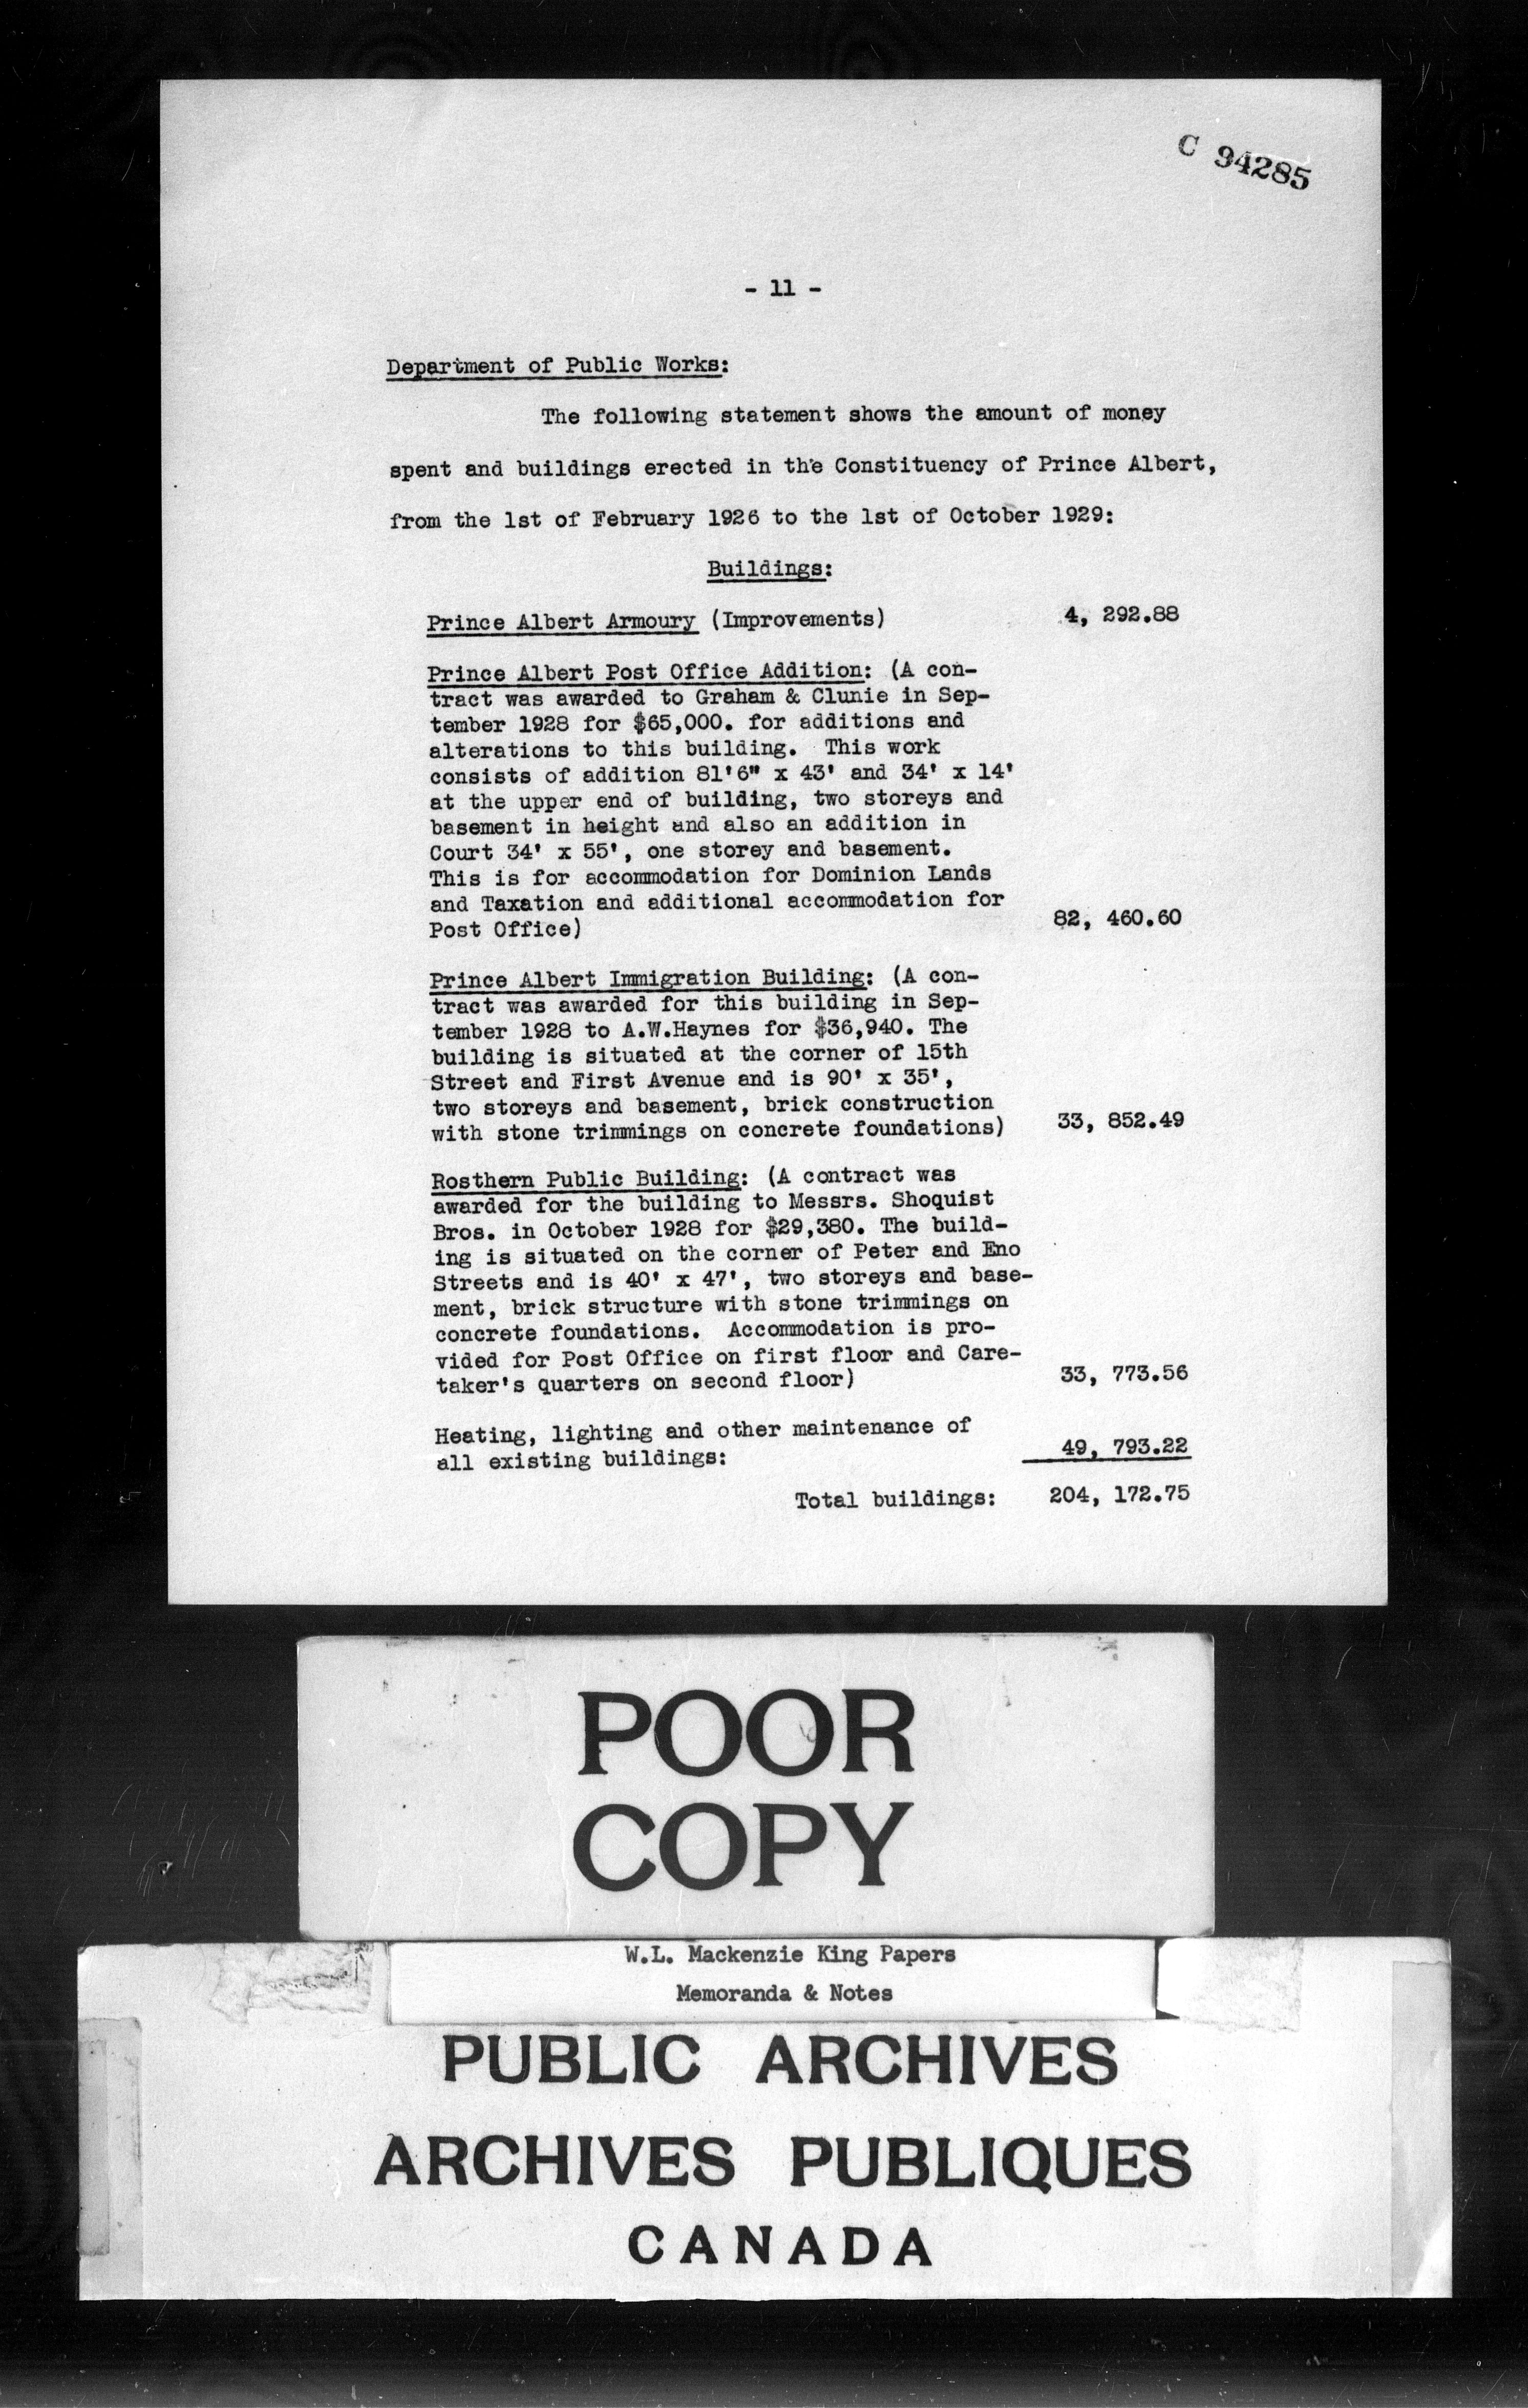 C 94285
- 11 -
Department of Public Works:
The following statement shows the amount of money
spent and buildings erected in the Constituency of Prince Albert,
from the 1st of February 1926 to the 1st of October 1929:
Buildings:
Prince Albert Armoury (Improvements) 4, 292.88
Prince Albert Post Office Addition: (A con-
tract was awarded to Graham & Clunie in Sep-
tember 1928 for $65,000. for additions and
alterations to this building. This work
consists of addition 81'6" x 43' and 34' x 14'
at the upper end of building, two storeys and
basement in height and also an addition in
Court 34' x 55', one storey and basement.
This is for accommodation for Dominion Lands
and Taxation and additional accommodation for
Post Office) 82, 460.60
Prince Albert Immigration Building: (A con-
tract was awarded for this building in Sep-
tember 1928 to A.W.Haynes for $36,940. The
building is situated at the corner of 15th
Street and First Avenue and is 90' x 35',
two storeys and basement, brick construction
with stone trimmings on concrete foundations) 33, 852.49
Rosthern Public Building: (A contract was
awarded for the building to Messrs. Shoquist
Bros. in October 1928 for $29,380. The build-
ing is situated on the corner of Peter and Eno
Streets and is 40' x 47', two storeys and base-
ment, brick structure with stone trimmings on
concrete foundations. Accommodation is pro-
vided for Post Office on first floor and Care-
taker's quarters on second floor) 33, 773.56
Heating, lighting and other maintenance of
all existing buildings: 49, 793.22
Total buildings: 204, 172.75
POOR
COPY
W.L. Mackenzie King Papers
Memoranda & Notes
PUBLIC ARCHIVES
ARCHIVES PUBLIQUES
CANADA